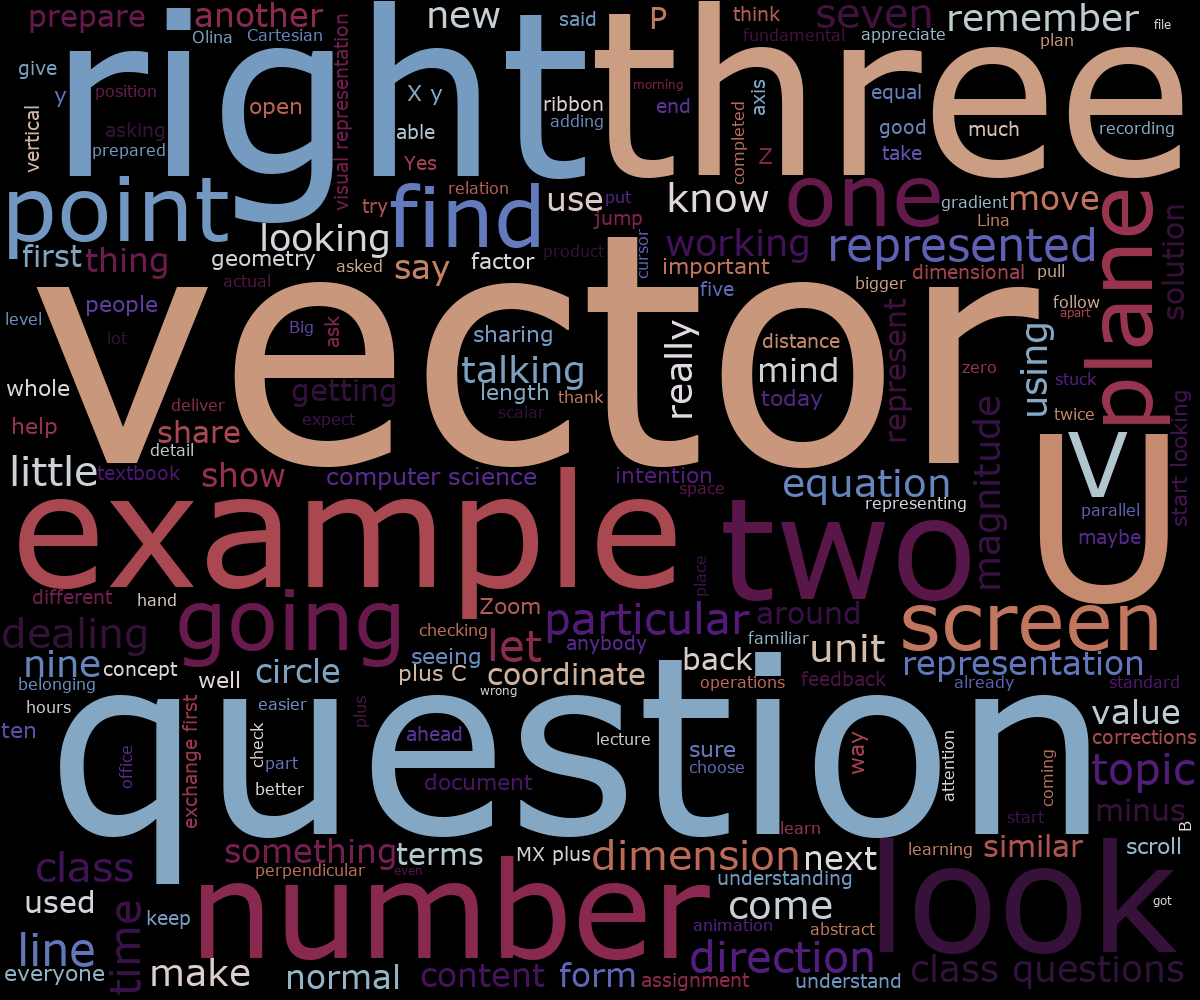 prepare
another
right
new
said
P
think
seven
remember
file
Olina
Cartesian
three
fundamental
appreciate
plan
give
y
position
open
X y
ribbon
morning
end
axis
equal
vertical
asking
prepared
visual representation
able
Yes
adding
completed
Z
good
take
much
recording
point
find
relation
try
use
put
jump
know
one
gradient
Lina
move
plane
solution
first
thing
looking
geometry
asked
say
factor
product
cursor
working
important
represented
dimensional
pull
actual
people
level
lot
Big
ask
vector
sharing
talking
length
scalar
thank
five
really
distance
mind
today
bigger
represent
zero
follow
apart
using
stuck
twice
whole
help
deliver
share
detail
getting
expect
little
textbook
show
computer science
intention
space
equation
representing
magnitude
V
U
parallel
maybe
start looking
example
two
place
different
hand
going
Zoom
checking
particular
around
screen
dealing
seeing
let
anybody
familiar
unit
nine
concept
well
circle
plus C
wrong
coordinate
back
operations
feedback
representation
already
standard
belonging
hours
ten
exchange first
easier
plus
question
value
corrections
office
check
part
better
ahead
document
lecture
sure
choose
way
attention
coming
start
topic
minus
B
class
something
perpendicular
terms
even
MX plus
dimension
learn
next
learning
similar
scroll
used
keep
number
understanding
come
look
got
line
time
animation
abstract
direction
everyone
make
normal
content
form
assignment
understand
class questions